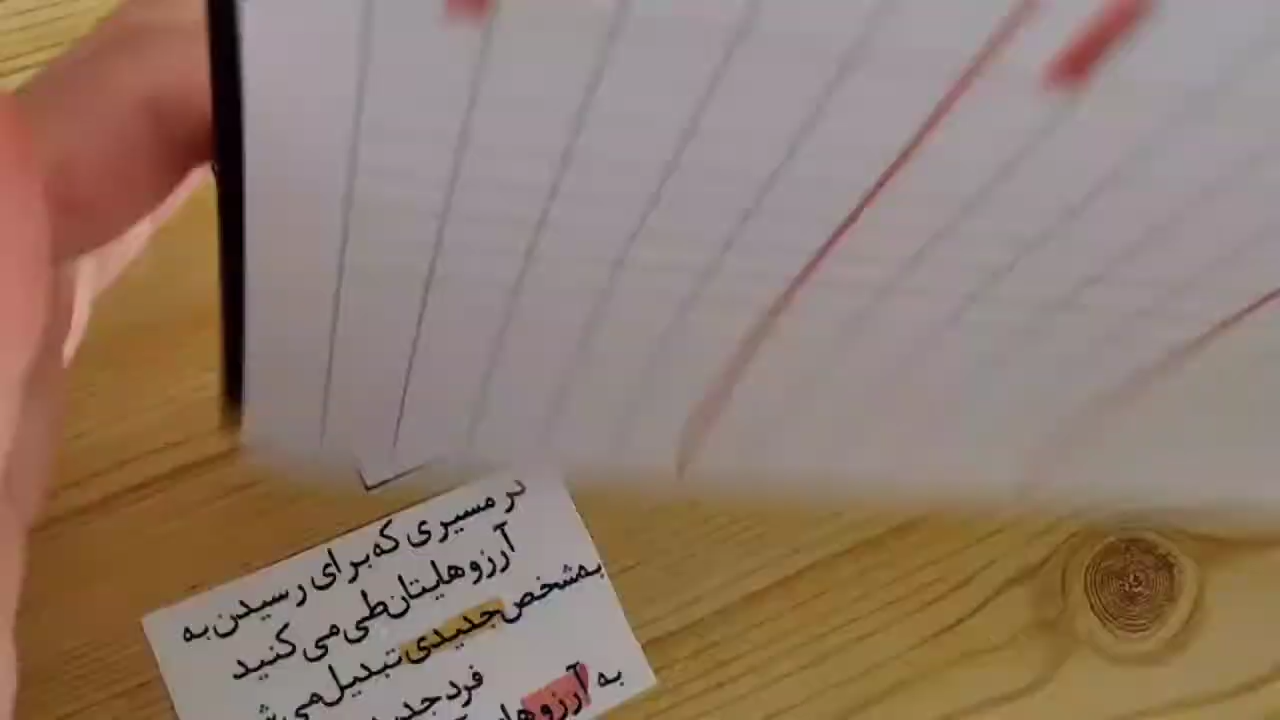 در مسیری که برای رسیدن به
آرزوهایتان طی می کنید
به شخص جدیدی تبدیل می
فرد جدید
به آرزوها